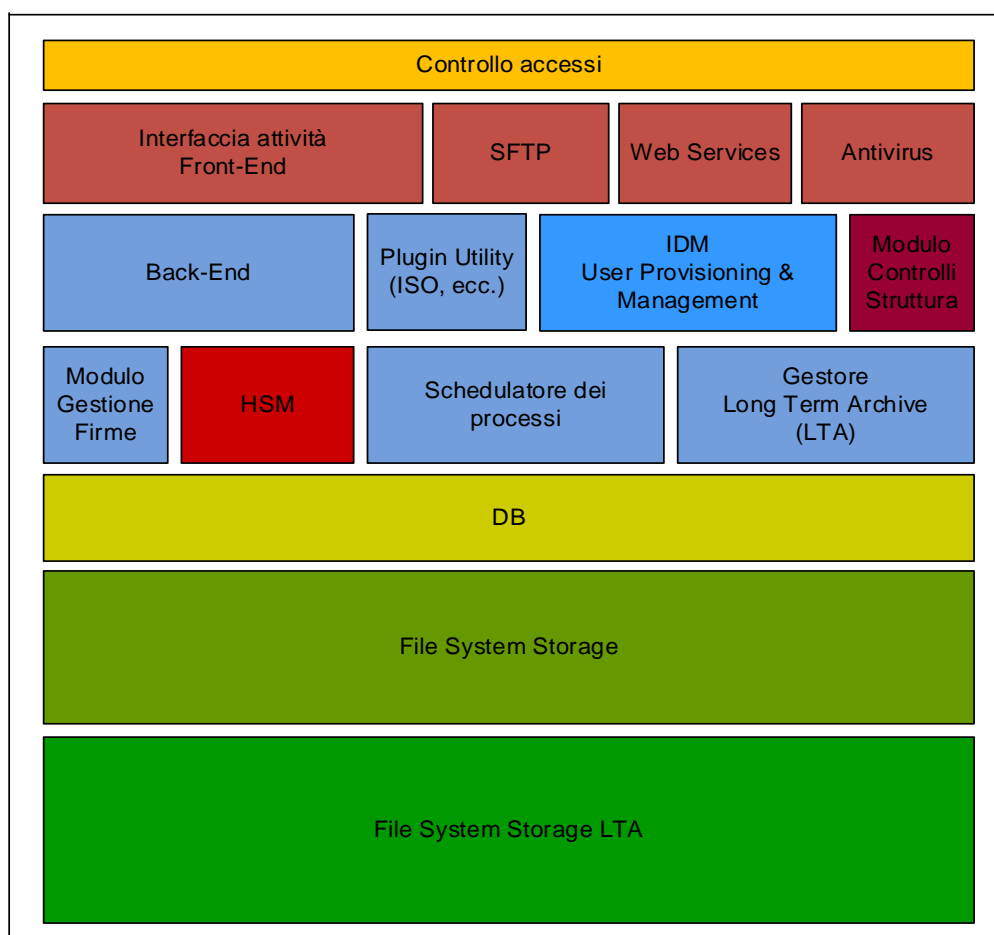 Controllo accessi
Interfaccia attività
Front-End
SFTP
Web Services
Antivirus
Back-End
Plugin Utility
(ISO, ecc.)
IDM
User Provisioning &
Management
Modulo
Controlli
Struttura
Modulo
Gestione
Firme
HSM
Schedulatore dei
processi
Gestore
Long Term Archive
(LTA)
DB
File System Storage
File System Storage LTA